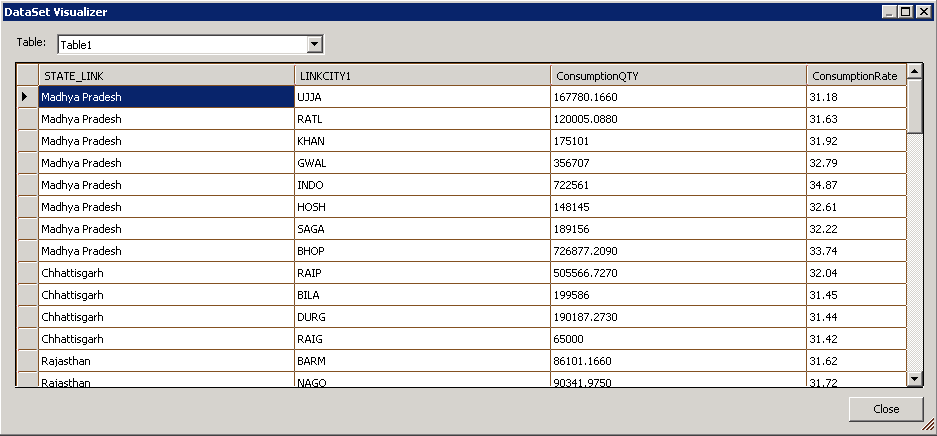 DataSet Visualizer
Table: Table1
STATE_LINK LINKCITY1 ConsumptionQTY ConsumptionRate
Madhya Pradesh UJJA 167780.1660 31.18
Madhya Pradesh RATL 120005.0880 31.63
Madhya Pradesh KHAN 175101 31.92
Madhya Pradesh GWAL 356707 32.79
Madhya Pradesh INDO 722561 34.87
Madhya Pradesh HOSH 148145 32.61
Madhya Pradesh SAGA 189156 32.22
Madhya Pradesh BHOP 726877.2090 33.74
Chhattisgarh RAIP 505566.7270 32.04
Chhattisgarh BILA 199586 31.45
Chhattisgarh DURG 190187.2730 31.44
Chhattisgarh RAIG 65000 31.42
Rajasthan BARM 86101.1660 31.62
Rajasthan NAGO 90341.9750 31.72
Close